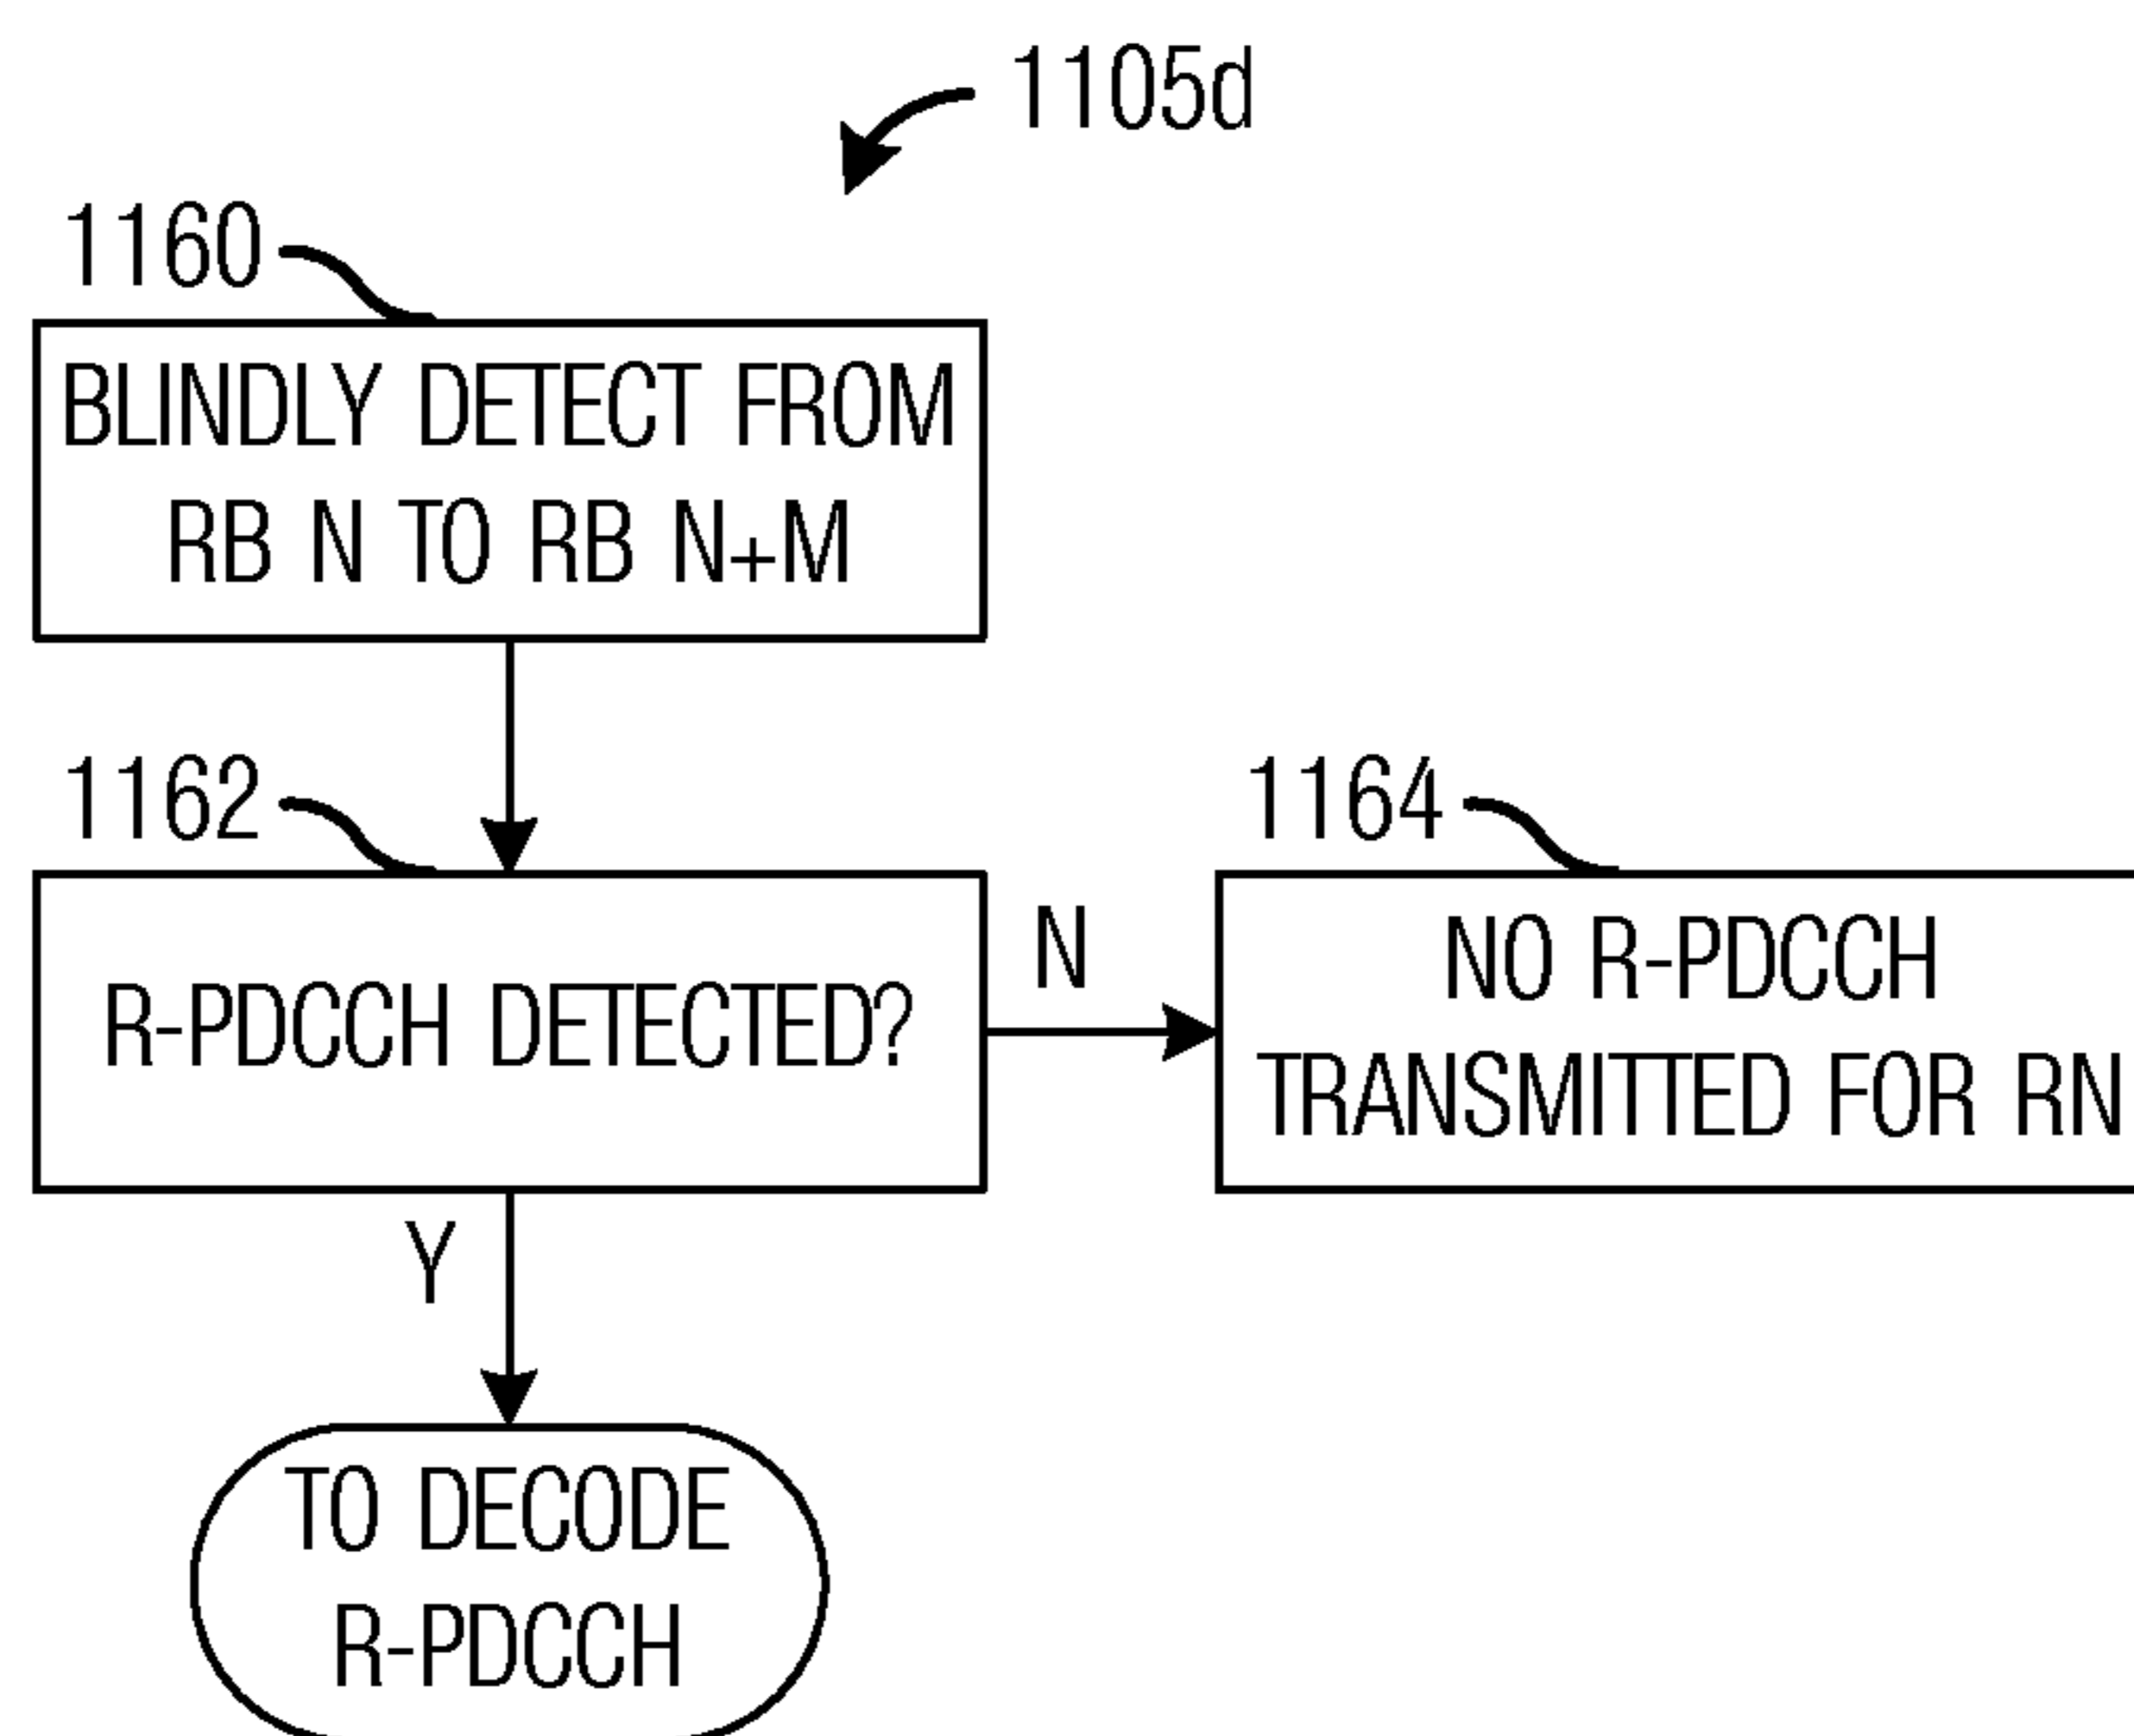 1105d
1160
BLINDLY DETECT FROM
RB N TO RB N+M
1162
R-PDCCH DETECTED?
N
1164
NO R-PDCCH
TRANSMITTED FOR RN
Y
TO DECODE
R-PDCCH